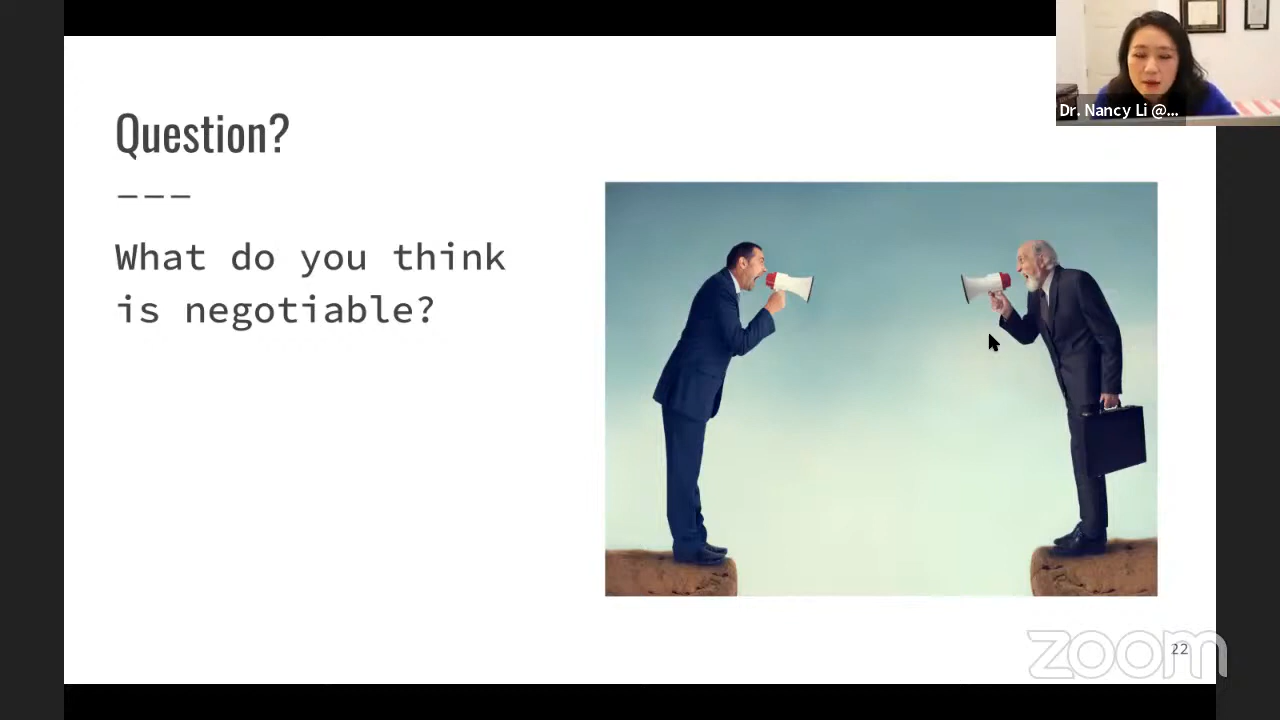 Dr. Nancy Li @...
Question?
———
What do you think
is negotiable?
22
zoom